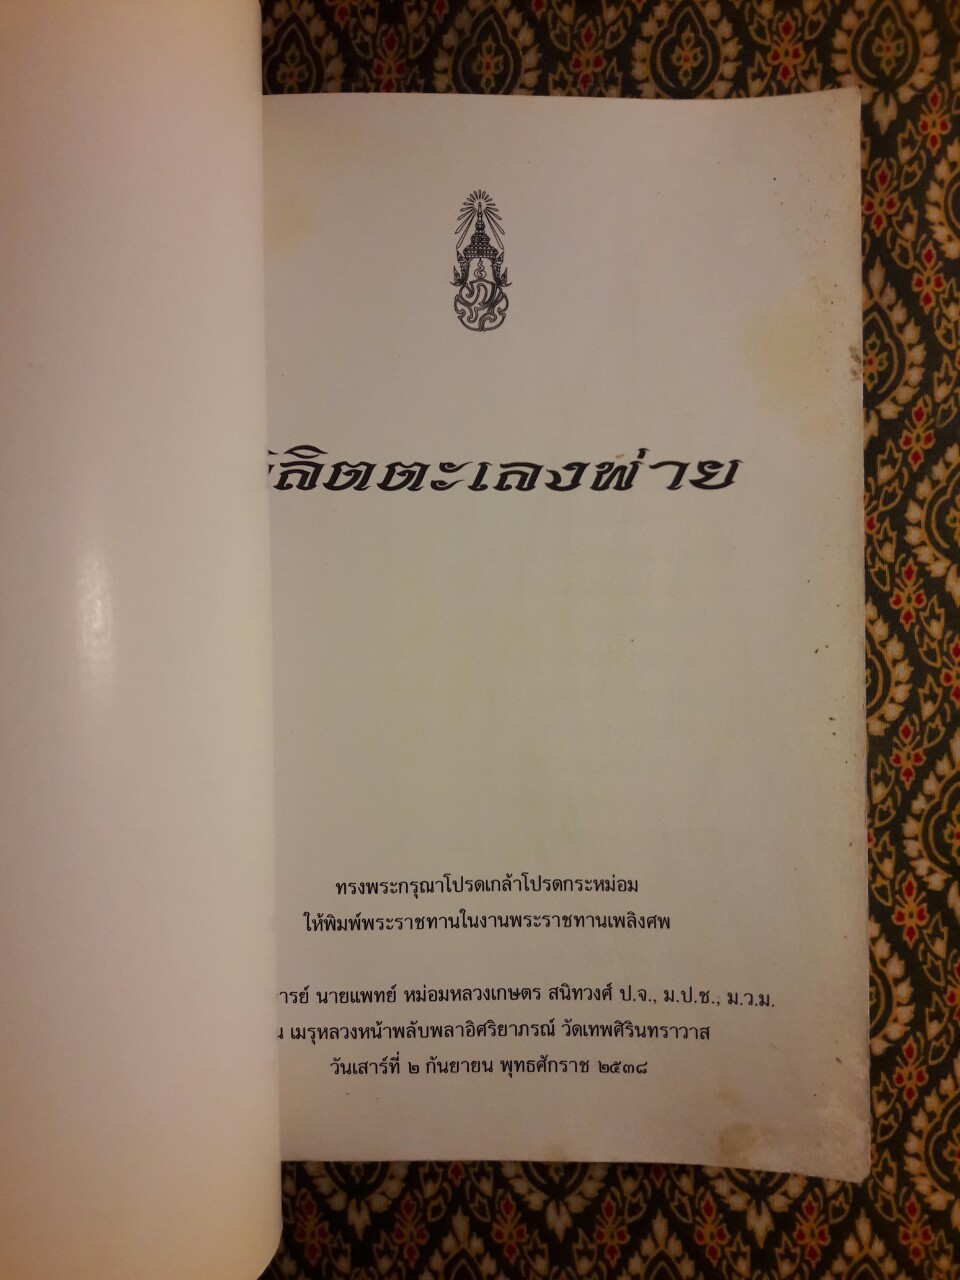 ลิตตะเลงพ่าย
ทรงพระกรุณาโปรดเกล้าโปรดกระหม่อม
ให้พิมพ์พระราชทานในงานพระราชทานเพลิงศพ
ารย์ นายแพทย์ หม่อมหลวงเกษตร สนิทวงศ์ ป.จ., ม.ป.ช., ม.ว.ม.
ณ เมรุหลวงหน้าพลับพลาอิศริยาภรณ์ วัดเทพศิรินทราวาส
วันเสาร์ที่ ๒ กันยายน พุทธศักราช ๒๕๓๘